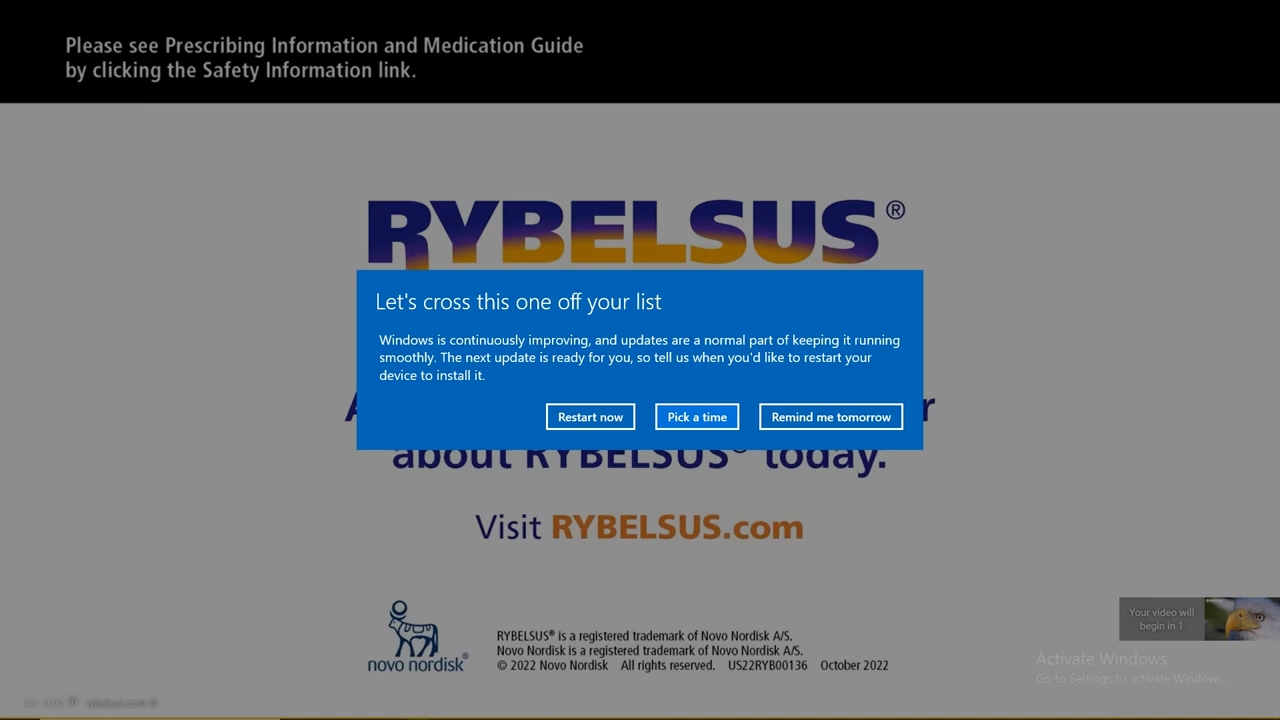 Please see Prescribing Information and Medication Guide
by clicking the Safety Information link.
RYBELSUS®
Let's cross this one off your list
Windows is continuously improving, and updates are a normal part of keeping it running
smoothly. The next update is ready for you, so tell us when you'd like to restart your
device to install it.
Restart now Pick a time Remind me tomorrow
about RYBELSUS® today.
Visit RYBELSUS.com
Your video will
begin in 1
novo nordisk®
RYBELSUS® is a registered trademark of Novo Nordisk A/S.
Novo Nordisk is a registered trademark of Novo Nordisk A/S.
© 2022 Novo Nordisk All rights reserved. US22RYB00136 October 2022
Activate Windows
Go to Settings to activate Windows.
0:00 rybelsus.com